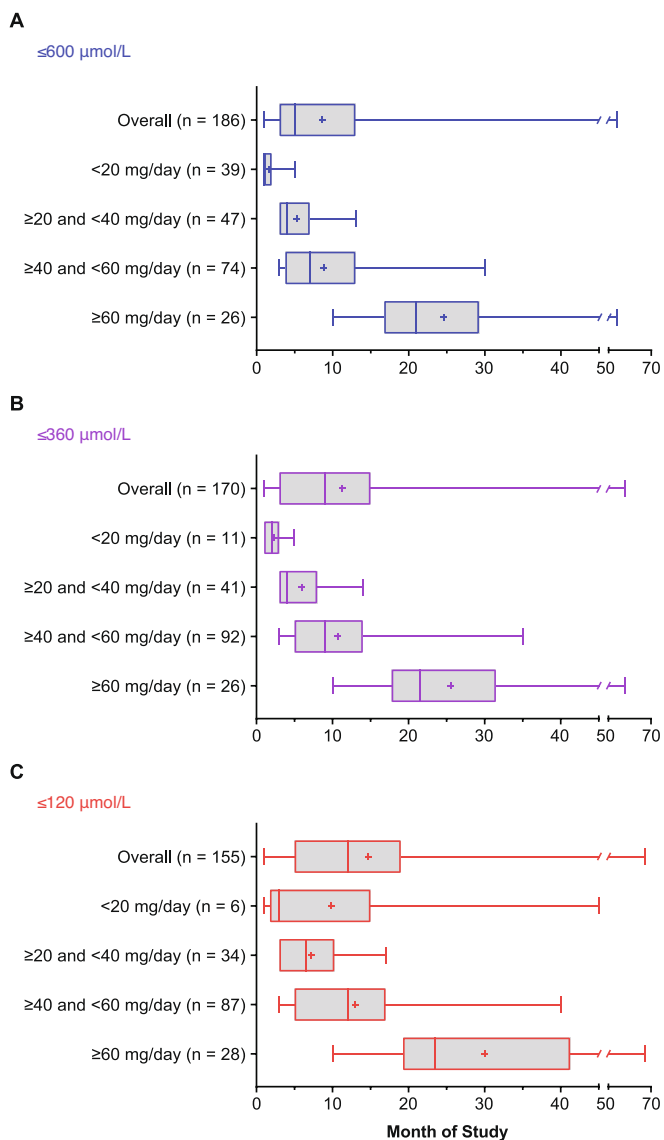 A
≤600 µmol/L
Overall (n = 186)
<20 mg/day (n = 39)
≥20 and <40 mg/day (n = 47)
≥40 and <60 mg/day (n = 74)
≥60 mg/day (n = 26)
0 10 20 30 40 50 70
B
≤360 µmol/L
Overall (n = 170)
<20 mg/day (n = 11)
≥20 and <40 mg/day (n = 41)
≥40 and <60 mg/day (n = 92)
≥60 mg/day (n = 26)
0 10 20 30 40 50 70
C
≤120 µmol/L
Overall (n = 155)
<20 mg/day (n = 6)
≥20 and <40 mg/day (n = 34)
≥40 and <60 mg/day (n = 87)
≥60 mg/day (n = 28)
0 10 20 30 40 50 70
Month of Study